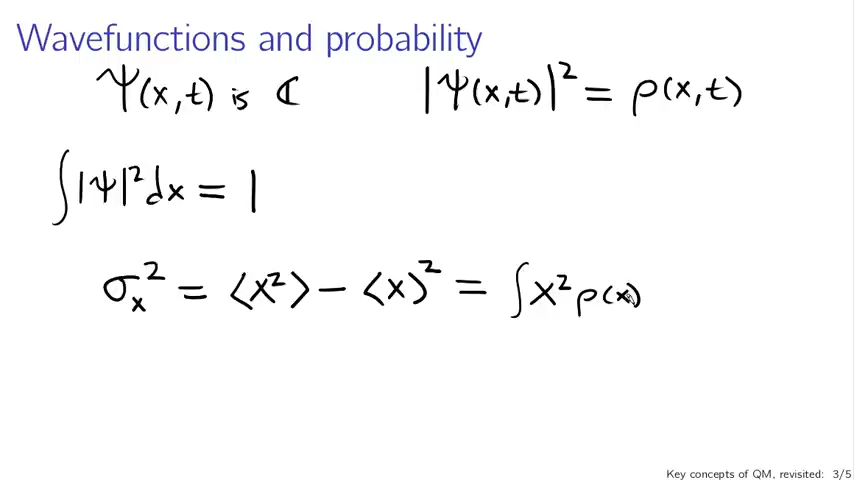 Wavefunctions and probability
Ψ(x,t) is ℂ |Ψ(x,t)|² = ρ(x,t)
∫|Ψ|²dx = 1
σₓ² = ⟨x²⟩ − ⟨x⟩² = ∫x²ρ(x)
Key concepts of QM, revisited: 3/5